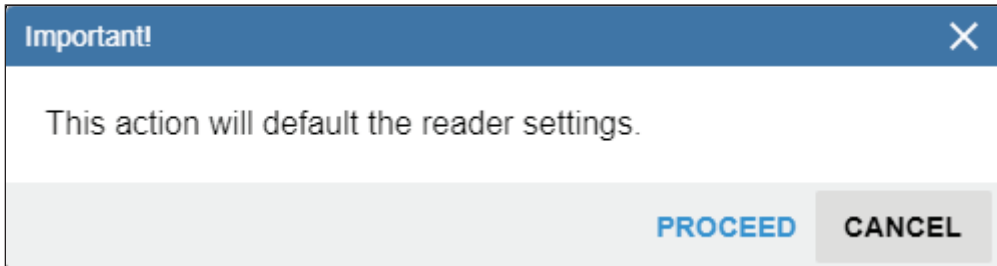 Important!
This action will default the reader settings.
PROCEED CANCEL